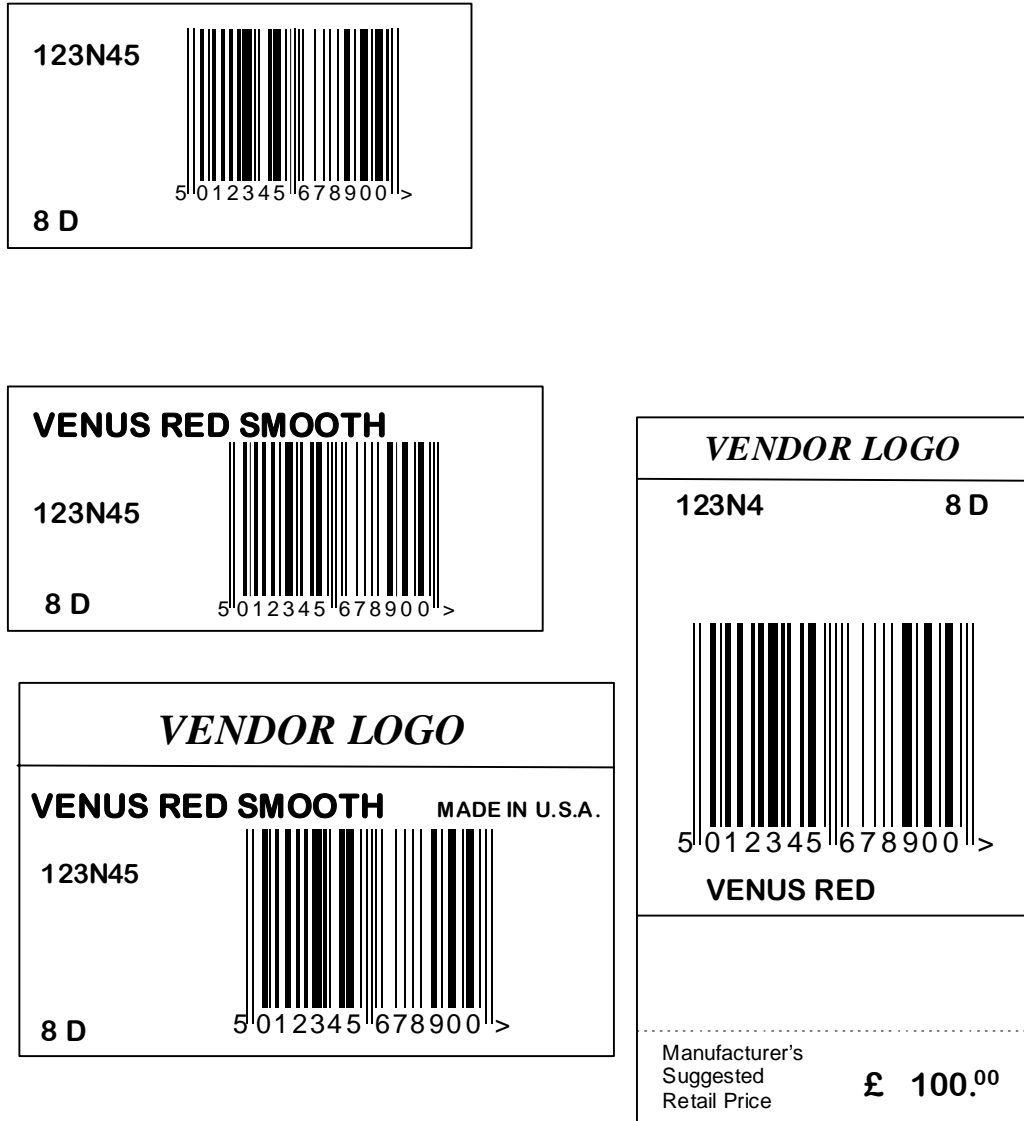 123N45
5 012345 678900 >
8 D
VENUS RED SMOOTH
123N45
8 D
5 012345 678900 >
VENDOR LOGO
VENUS RED SMOOTH MADE IN U.S.A.
123N45
8 D
5 012345 678900 >
VENDOR LOGO
123N4 8 D
5 012345 678900 >
VENUS RED
Manufacturer's
Suggested
Retail Price
£ 100.00